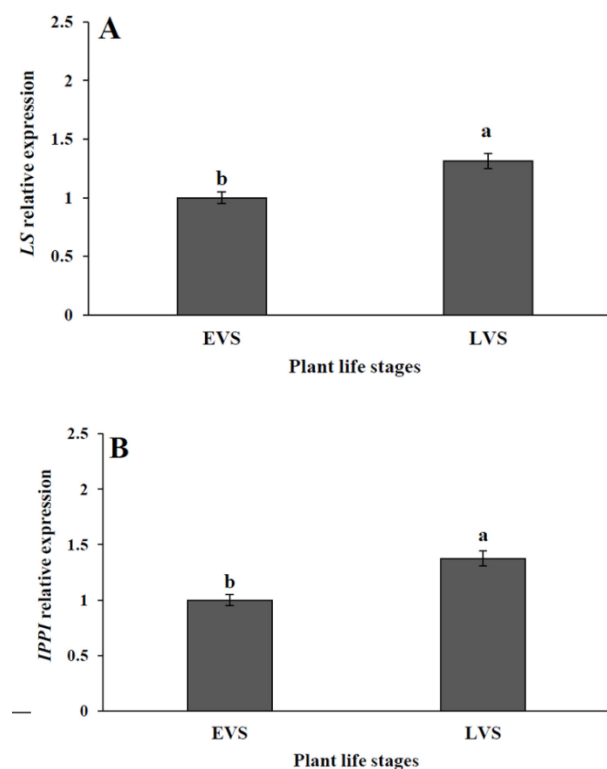 A
2.5
2
1.5
1
0.5
0
LS relative expression
b
a
EVS LVS
Plant life stages
B
2.5
2
1.5
1
0.5
0
IPPI relative expression
b
a
EVS LVS
Plant life stages